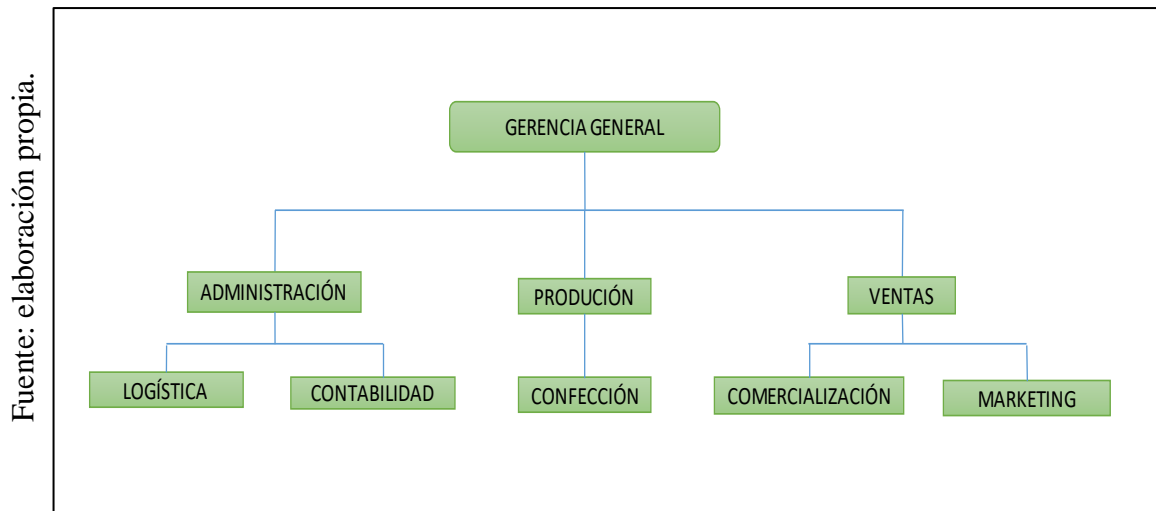 Fuente: elaboración propia.
GERENCIA GENERAL
ADMINISTRACIÓN
PRODUCIÓN
VENTAS
LOGÍSTICA
CONTABILIDAD
CONFECCIÓN
COMERCIALIZACIÓN
MARKETING